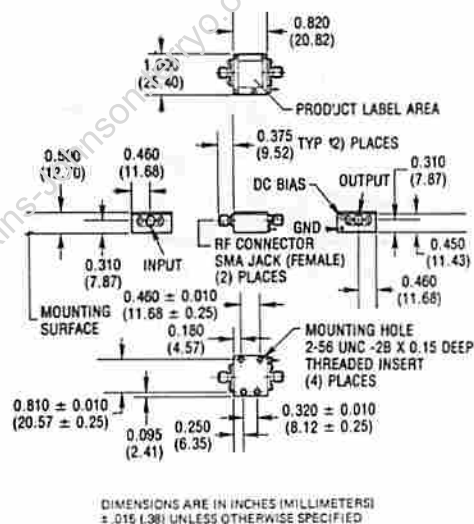 0.820
(20.82)
1.000
(25.40)
PRODUCT LABEL AREA
0.375
(9.52)
TYP (2) PLACES
0.500
(12.70)
0.460
(11.68)
0.310
(7.87)
DC BIAS
OUTPUT
GND
INPUT
RF CONNECTOR
SMA JACK (FEMALE)
(2) PLACES
0.310
(7.87)
0.450
(11.43)
0.460
(11.68)
MOUNTING
SURFACE
0.460 ± 0.010
(11.68 ± 0.25)
0.180
(4.57)
MOUNTING HOLE
2-56 UNC -2B X 0.15 DEEP
THREADED INSERT
(4) PLACES
0.810 ± 0.010
(20.57 ± 0.25)
0.095
(2.41)
0.250
(6.35)
0.320 ± 0.010
(8.12 ± 0.25)
DIMENSIONS ARE IN INCHES (MILLIMETERS)
± .015 (.38) UNLESS OTHERWISE SPECIFIED